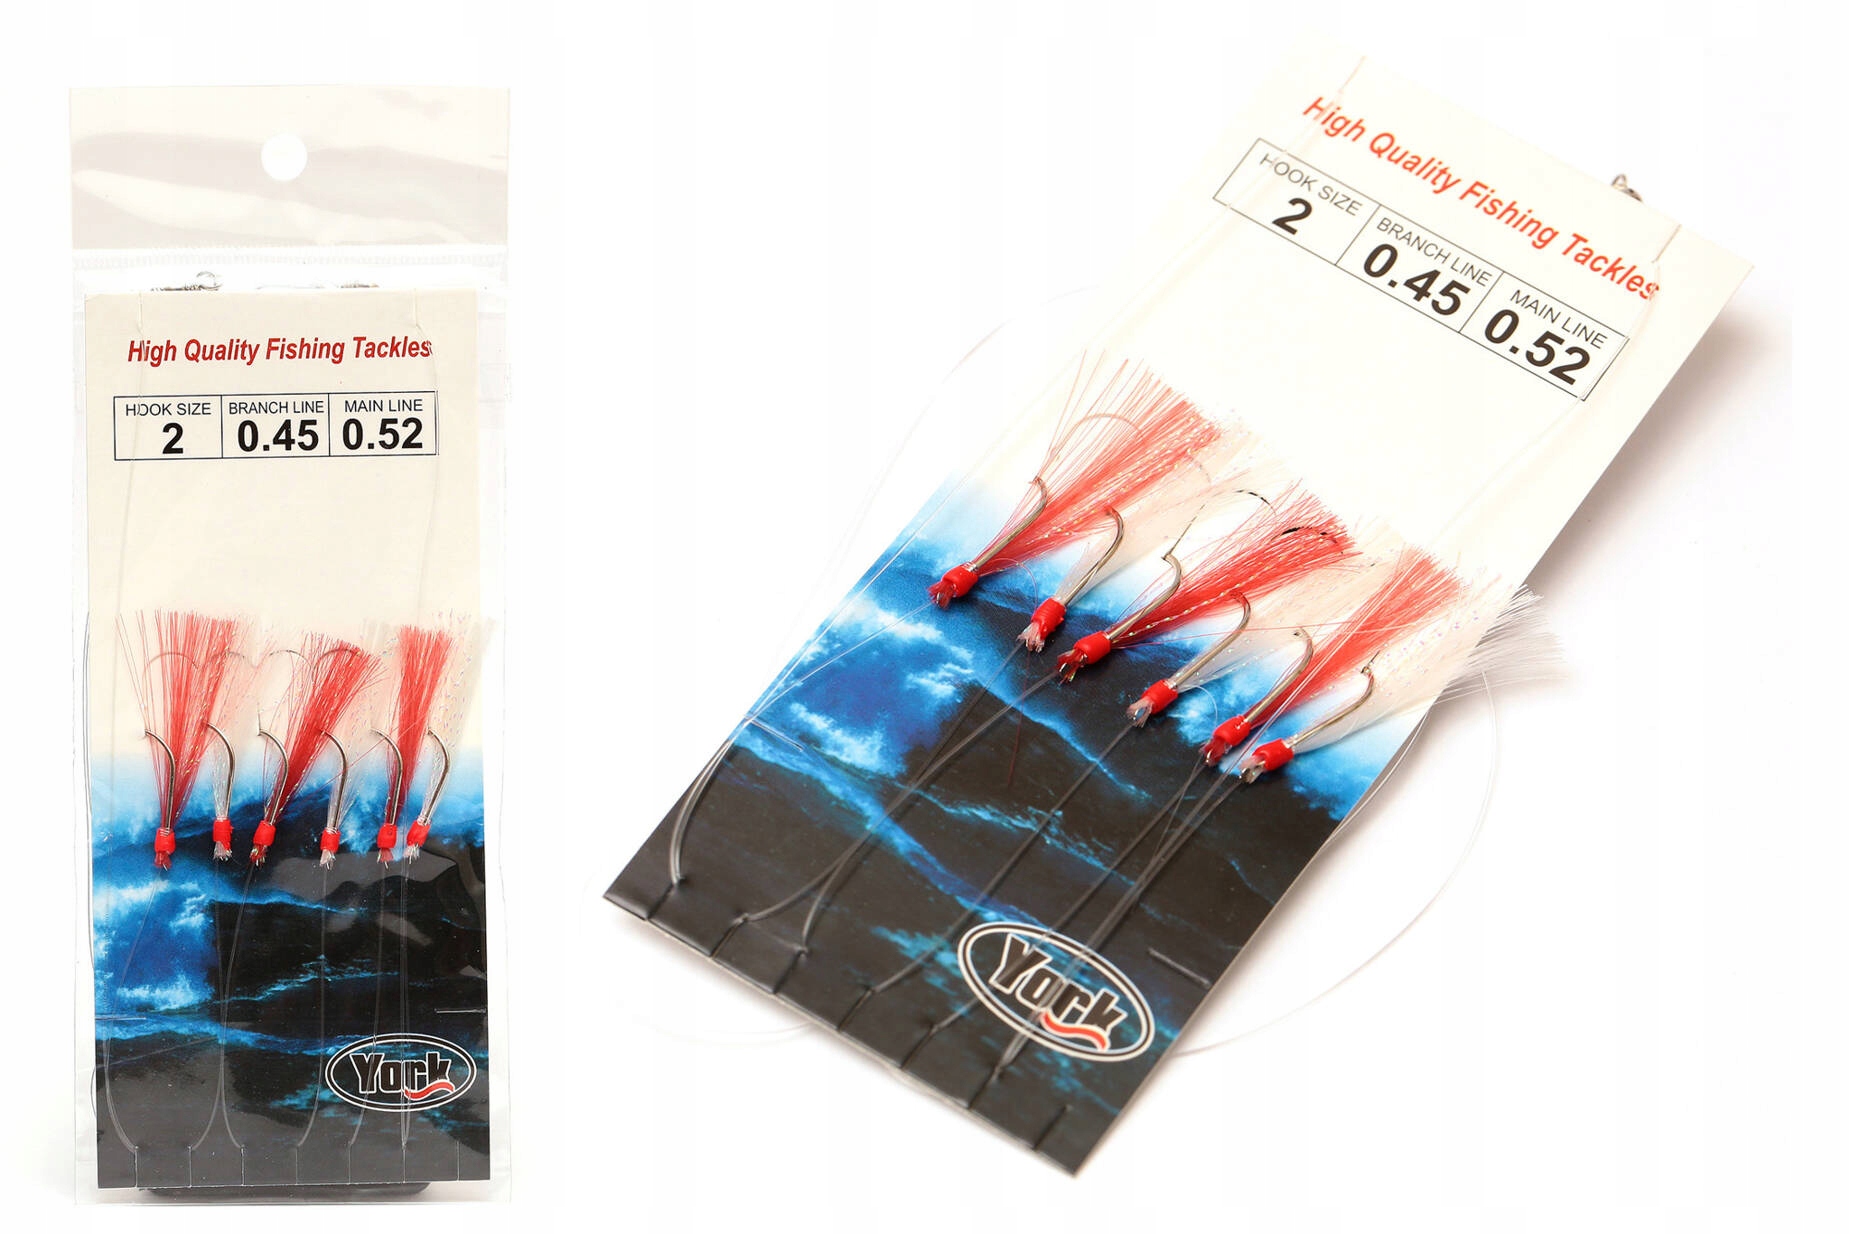 High Quality Fishing Tackles
HOOK SIZE BRANCH LINE MAIN LINE
2 0.45 0.52
York
High Quality Fishing Tackles
HOOK SIZE BRANCH LINE MAIN LINE
2 0.45 0.52
York